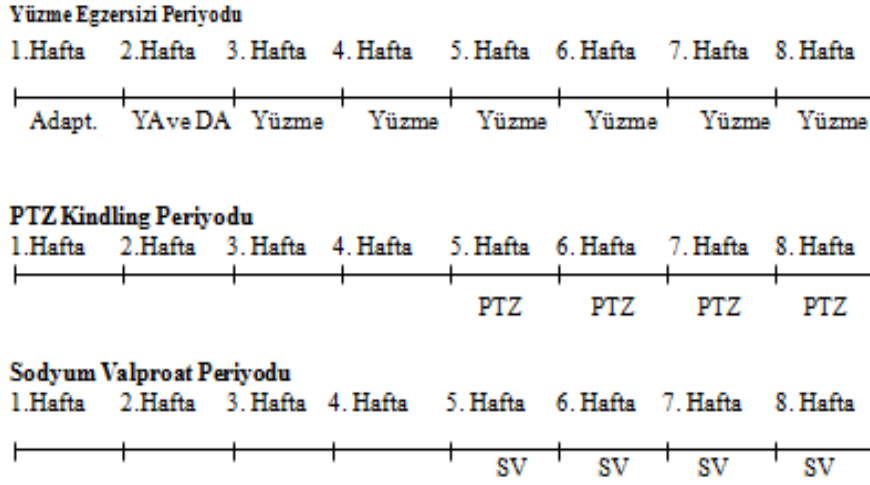 Yüzme Egzersizi Periyodu
1.Hafta 2.Hafta 3. Hafta 4. Hafta 5. Hafta 6. Hafta 7. Hafta 8. Hafta
Adapt. YA ve DA Yüzme Yüzme Yüzme Yüzme Yüzme Yüzme
PTZ Kindling Periyodu
1.Hafta 2.Hafta 3. Hafta 4. Hafta 5. Hafta 6. Hafta 7. Hafta 8. Hafta
PTZ PTZ PTZ PTZ
Sodyum Valproat Periyodu
1.Hafta 2.Hafta 3. Hafta 4. Hafta 5. Hafta 6. Hafta 7. Hafta 8. Hafta
SV SV SV SV